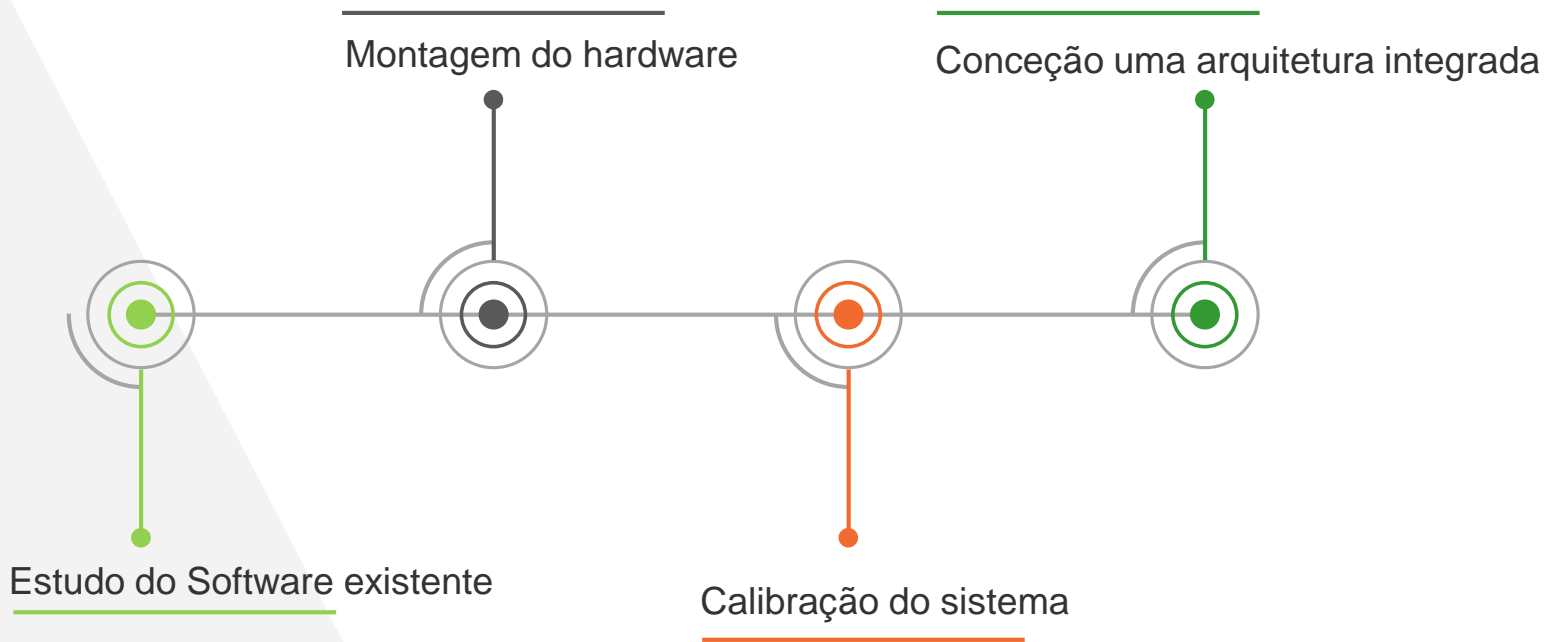 Montagem do hardware
Conceção uma arquitetura integrada
Estudo do Software existente
Calibração do sistema